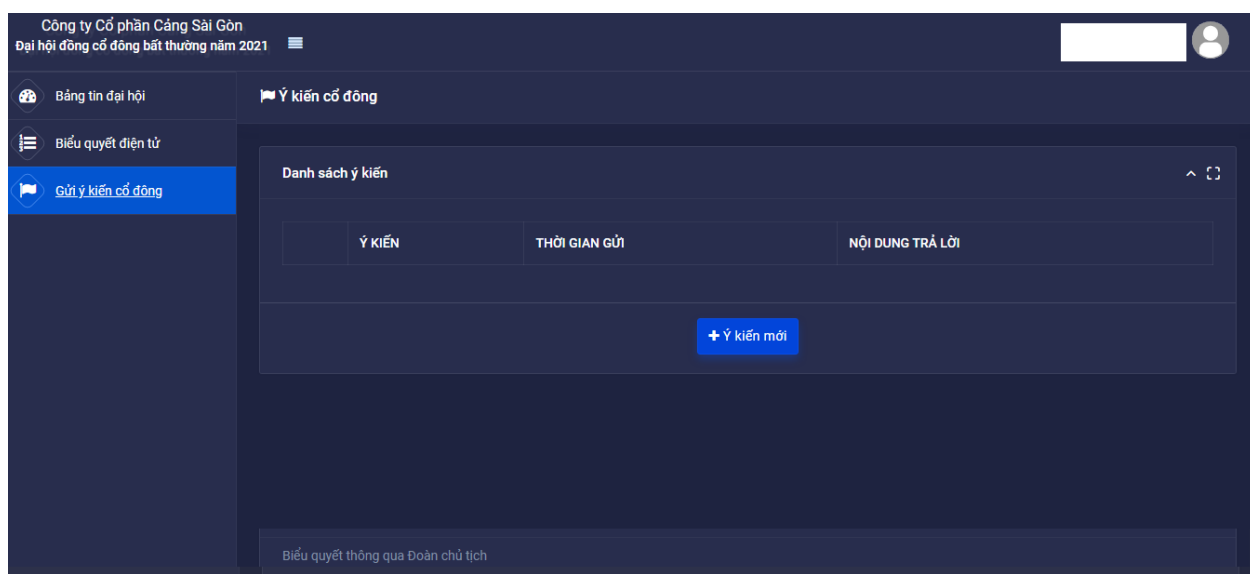 Công ty Cổ phần Cảng Sài Gòn
Đại hội đồng cổ đông bất thường năm 2021
Bảng tin đại hội
Biểu quyết điện tử
Gửi ý kiến cổ đông
Ý kiến cổ đông
Danh sách ý kiến
Ý KIẾN THỜI GIAN GỬI NỘI DUNG TRẢ LỜI
+ Ý kiến mới
Biểu quyết thông qua Đoàn chủ tịch